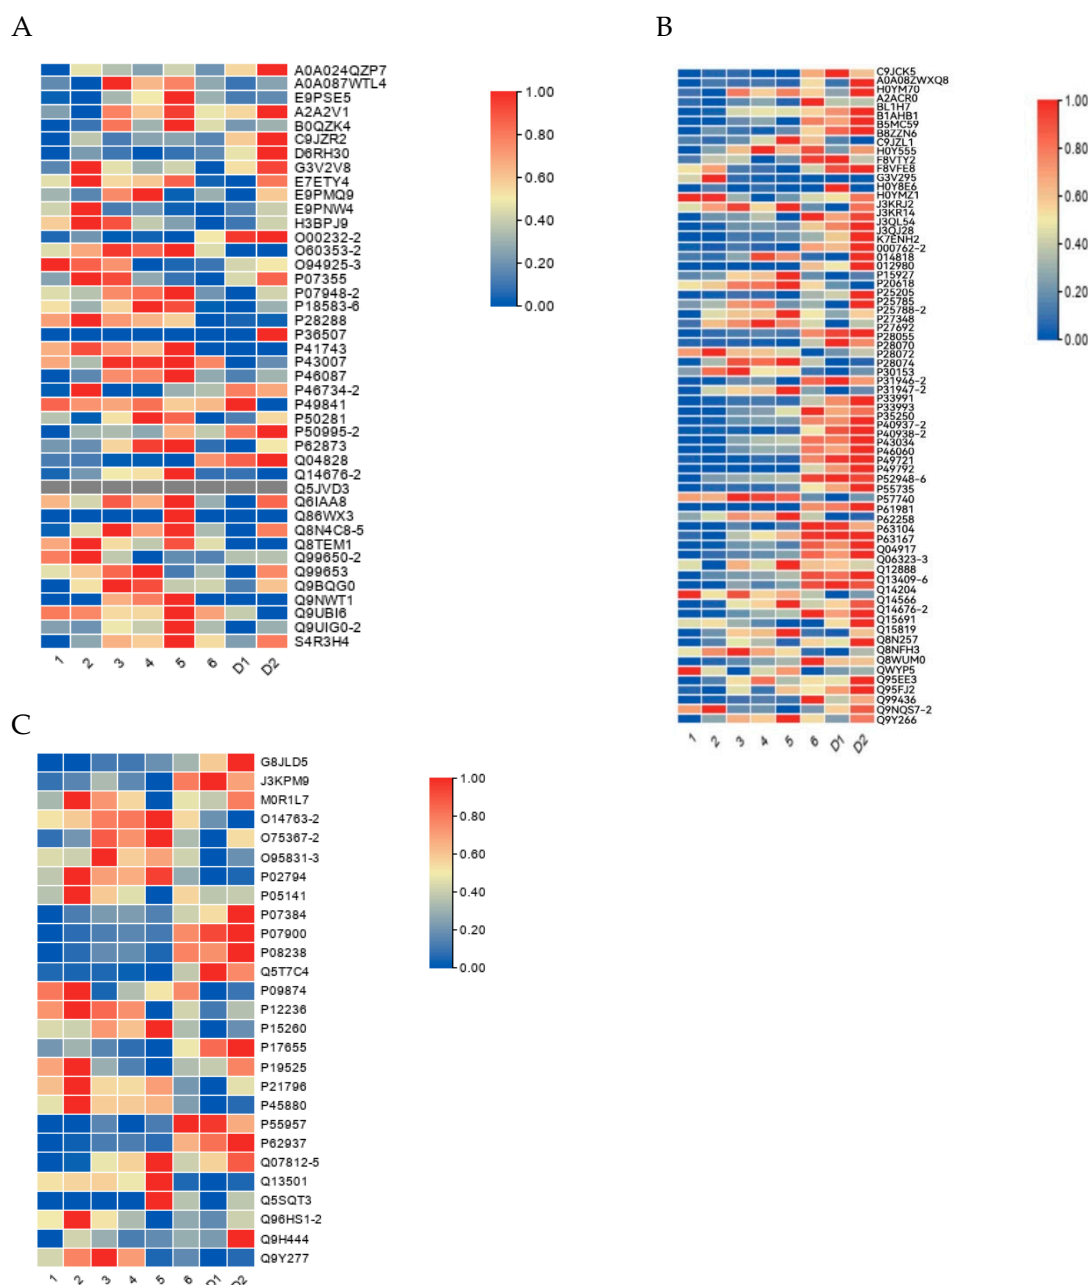 A
A0A024QZP7
A0A087WTL4
E9PSE5
A2A2V1
B0QZK4
C9JZR2
D6RH30
G3V2V8
E7ETY4
E9PMQ9
E9PNW4
H3BPJ9
O00232-2
O60353-2
O94925-3
P07355
P07948-2
P18583-6
P28288
P36507
P41743
P43007
P46087
P46734-2
P49841
P50281
P50995-2
P62873
Q04828
Q14676-2
Q5JVD3
Q6IAA8
Q86WX3
Q8N4C8-5
Q8TEM1
Q99650-2
Q99653
Q9BQG0
Q9NWT1
Q9UBI6
Q9UIG0-2
S4R3H4
1 2 3 4 5 6 D1 D2
1.00
0.80
0.60
0.40
0.20
0.00
B
C9JCK5
A0A08ZWXQ8
H0YM70
A2ACR0
BL1H7
B1AHB1
B5MC59
B8ZZN6
C9JZL1
H0Y555
F8VTY2
F8VFE8
G3V295
H0Y8E6
H0YMZ1
J3KRJ2
J3KR14
J3QL54
J3QJ28
K7ENH2
000762-2
014818
012980
P15927
P20618
P25205
P25785
P25788-2
P27348
P27692
P28055
P28070
P28072
P28074
P30153
P31946-2
P31947-2
P33991
P33993
P35250
P40937-2
P40938-2
P43034
P46060
P49721
P49792
P52948-6
P55735
P57740
P61981
P62258
P63104
P63167
Q04917
Q06323-3
Q12888
Q13409-6
Q14204
Q14566
Q14676-2
Q15691
Q15819
Q8N257
Q8NFH3
Q8WUM0
QWYP5
Q95EE3
Q95FJ2
Q99436
Q9NQS7-2
Q9Y266
1 2 3 4 5 6 D1 D2
1.00
0.80
0.60
0.40
0.20
0.00
C
G8JLD5
J3KPM9
M0R1L7
O14763-2
O75367-2
O95831-3
P02794
P05141
P07384
P07900
P08238
Q5T7C4
P09874
P12236
P15260
P17655
P19525
P21796
P45880
P55957
P62937
Q07812-5
Q13501
Q5SQT3
Q96HS1-2
Q9H444
Q9Y277
1 2 3 4 5 6 D1 D2
1.00
0.80
0.60
0.40
0.20
0.00